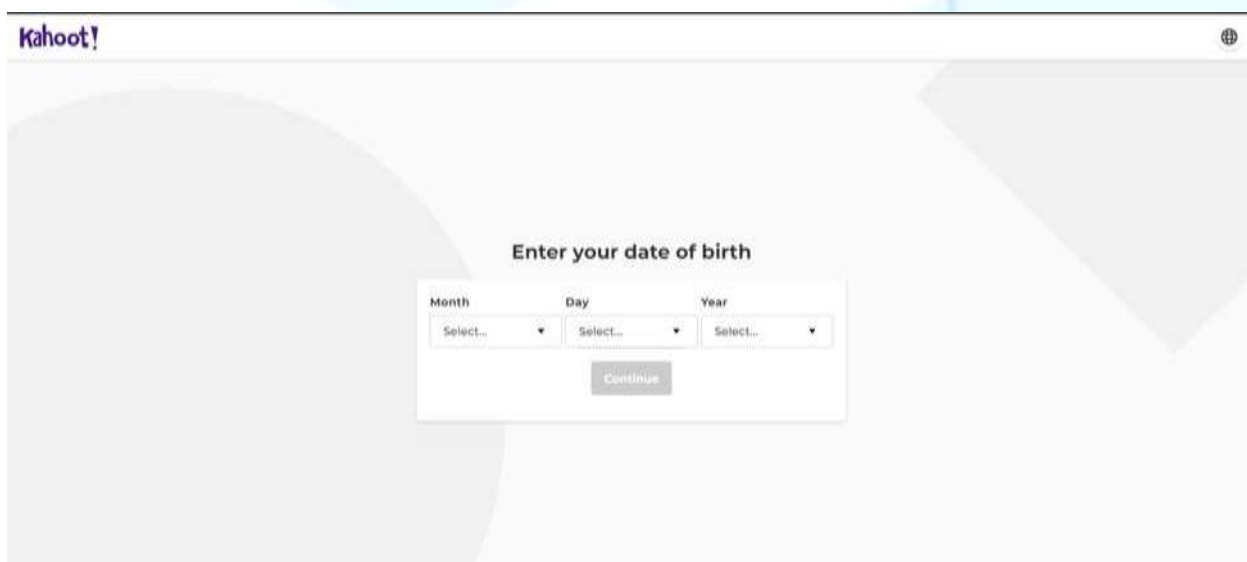 Kahoot!
Enter your date of birth
Month Day Year
Select... Select... Select...
Continue